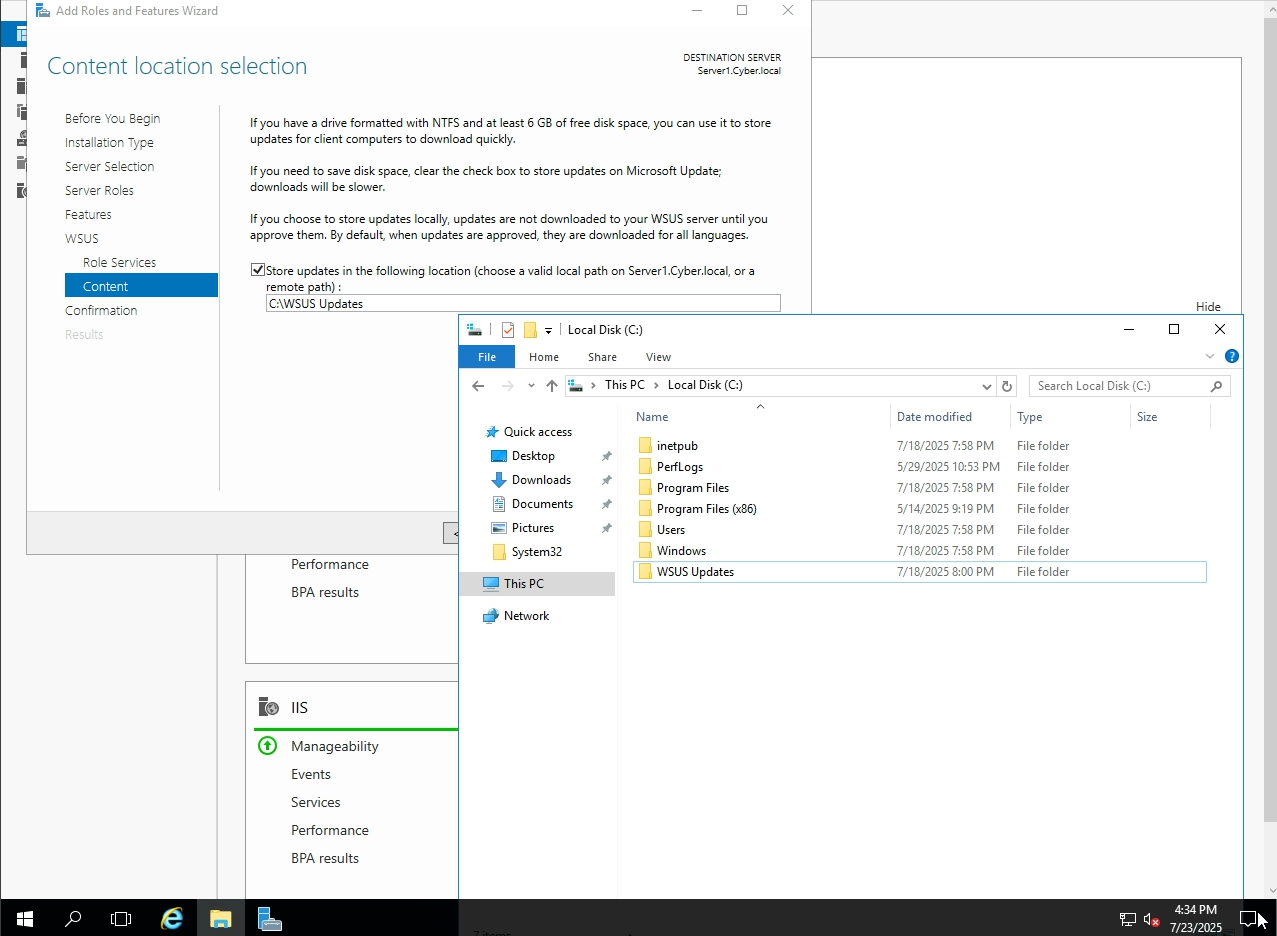 Add Roles and Features Wizard
Content location selection
DESTINATION SERVER
Server1.Cyber.local
Before You Begin
Installation Type
Server Selection
Server Roles
Features
WSUS
Role Services
Content
Confirmation
Results
If you have a drive formatted with NTFS and at least 6 GB of free disk space, you can use it to store
updates for client computers to download quickly.
If you need to save disk space, clear the check box to store updates on Microsoft Update;
downloads will be slower.
If you choose to store updates locally, updates are not downloaded to your WSUS server until you
approve them. By default, when updates are approved, they are downloaded for all languages.
Store updates in the following location (choose a valid local path on Server1.Cyber.local, or a
remote path) :
C:\WSUS Updates
<
Hide
Local Disk (C:)
File Home Share View
This PC > Local Disk (C:)
Search Local Disk (C:)
Quick access
Desktop
Downloads
Documents
Pictures
System32
This PC
Network
Name Date modified Type Size
inetpub 7/18/2025 7:58 PM File folder
PerfLogs 5/29/2025 10:53 PM File folder
Program Files 7/18/2025 7:58 PM File folder
Program Files (x86) 5/14/2025 9:19 PM File folder
Users 7/18/2025 7:58 PM File folder
Windows 7/18/2025 7:58 PM File folder
WSUS Updates 7/18/2025 8:00 PM File folder
Performance
BPA results
IIS
Manageability
Events
Services
Performance
BPA results
7 items
4:34 PM
7/23/2025